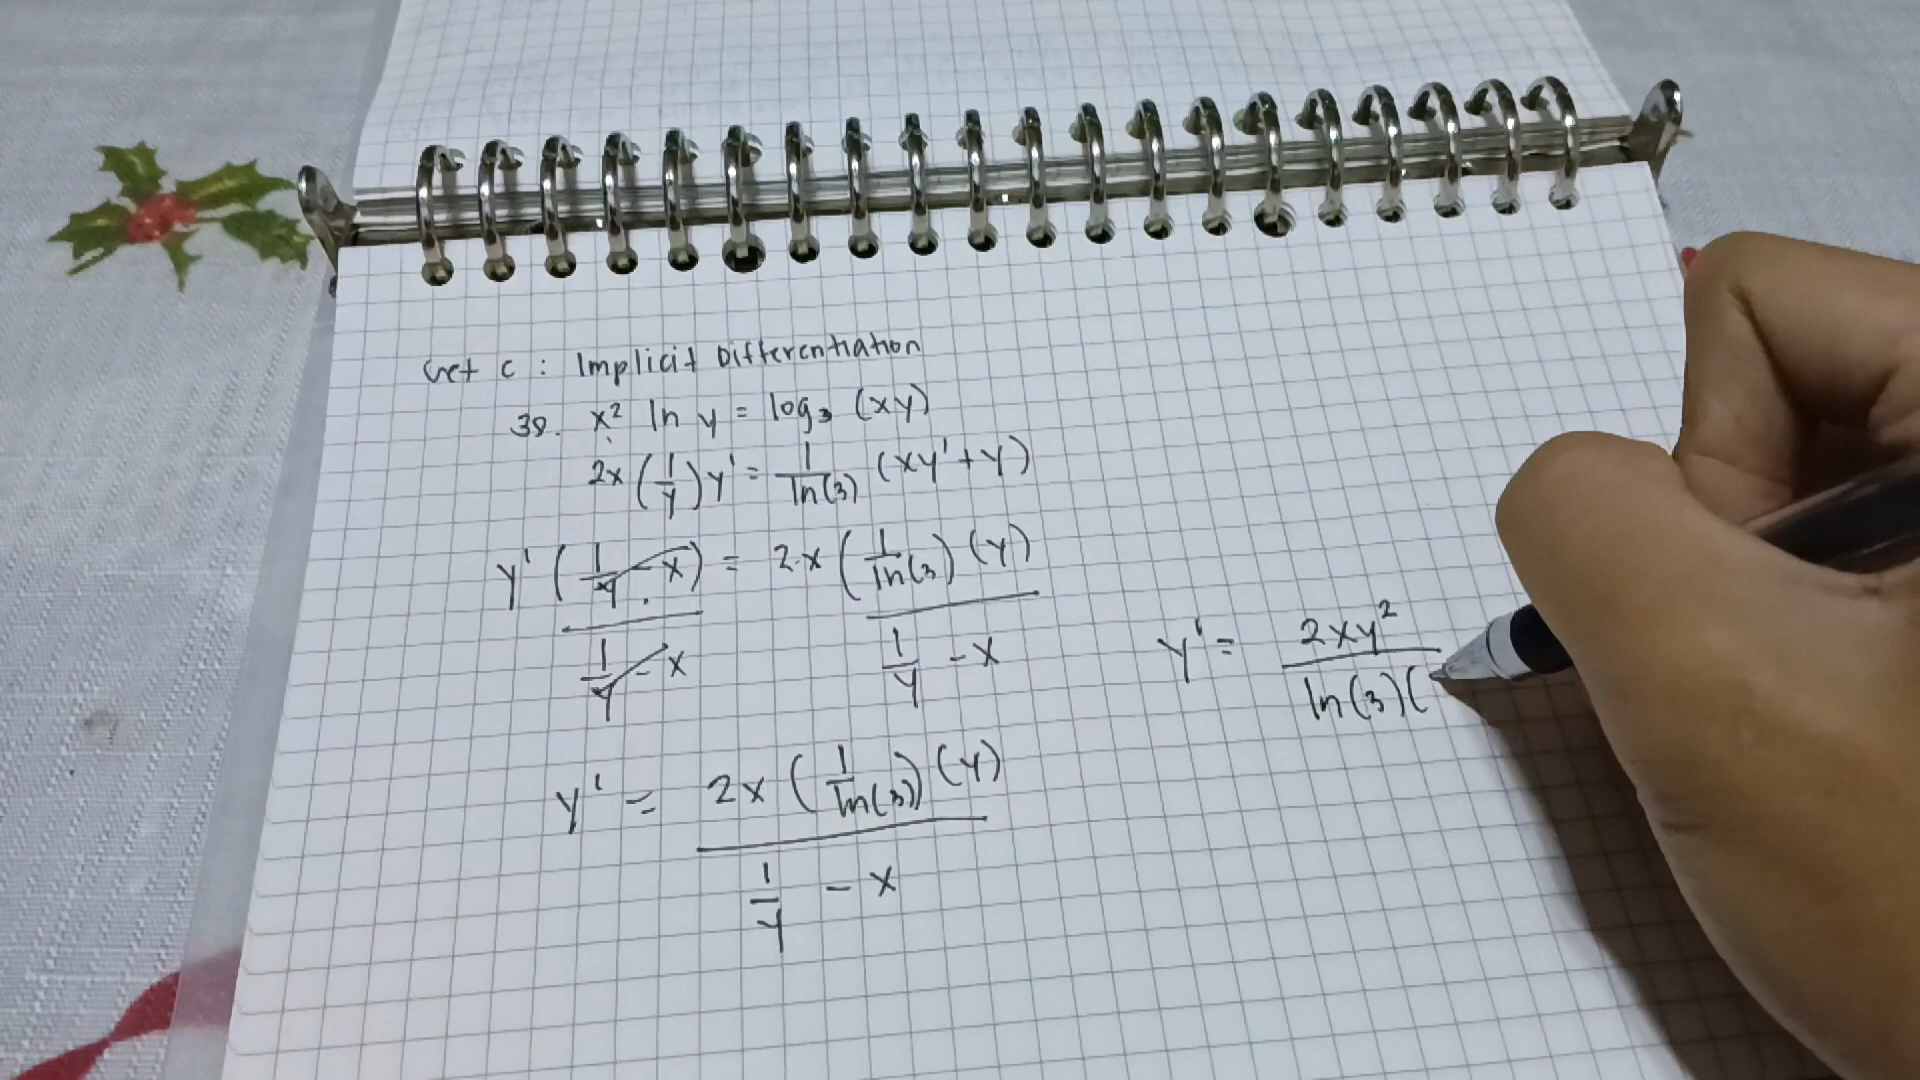 Set C : Implicit Differentiation
38. x² ln y = log₃ (xy)
2x (1/y) y' = 1/ln(3) (xy' + y)
y' (1/y - x) / (1/y - x) = 2x (1/ln(3)) (y) / (1/y - x)
y' = 2x (1/ln(3)) (y) / (1/y - x)
y' = 2xy² / ln(3)(